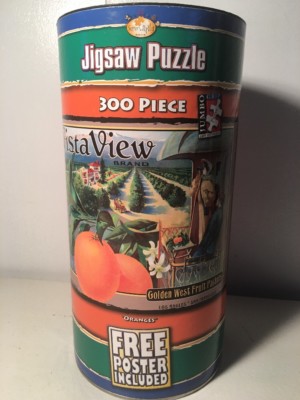 Jigsaw Puzzle
300 PIECE
JUMBO
istaView
BRAND
Golden West Fruit
"ORANGES"
FREE
POSTER
INCLUDED